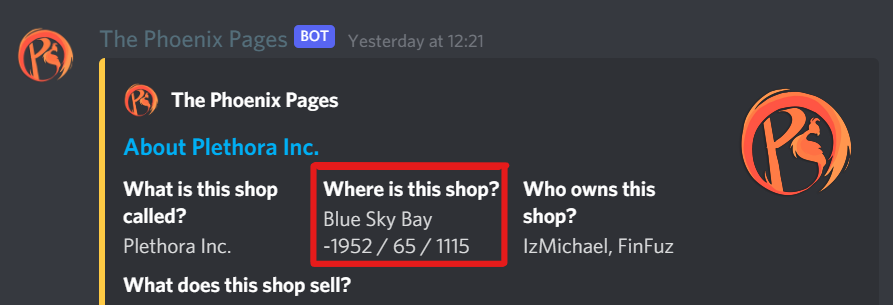 The Phoenix Pages BOT Yesterday at 12:21
The Phoenix Pages
About Plethora Inc.
What is this shop called?
Plethora Inc.
Where is this shop?
Blue Sky Bay
-1952 / 65 / 1115
Who owns this shop?
IzMichael, FinFuz
What does this shop sell?